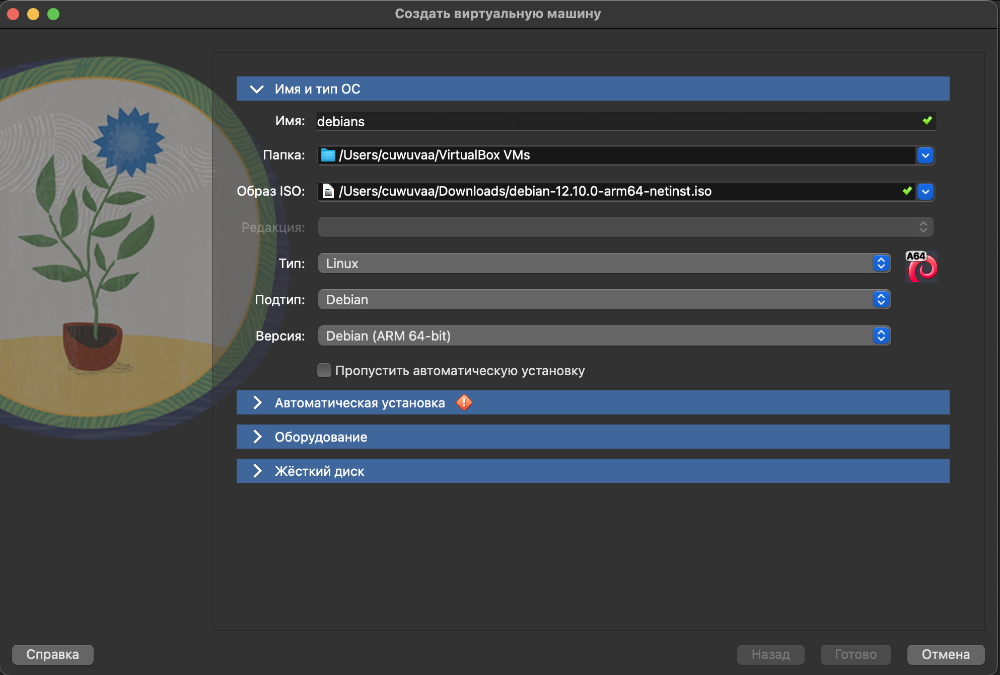 Создать виртуальную машину
Имя и тип ОС
Имя: debians
Папка: /Users/cuwuvaa/VirtualBox VMs
Образ ISO: /Users/cuwuvaa/Downloads/debian-12.10.0-arm64-netinst.iso
Редакция:
Тип: Linux
A64
Подтип: Debian
Версия: Debian (ARM 64-bit)
Пропустить автоматическую установку
Автоматическая установка
Оборудование
Жёсткий диск
Справка Назад Готово Отмена